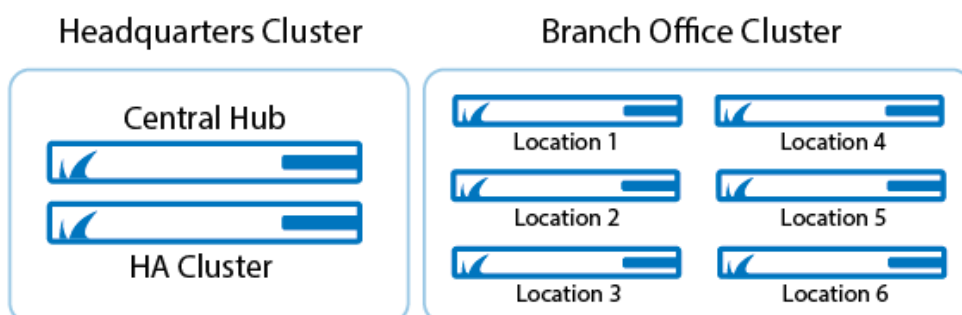 Headquarters Cluster
Branch Office Cluster
Central Hub
HA Cluster
Location 1
Location 4
Location 2
Location 5
Location 3
Location 6